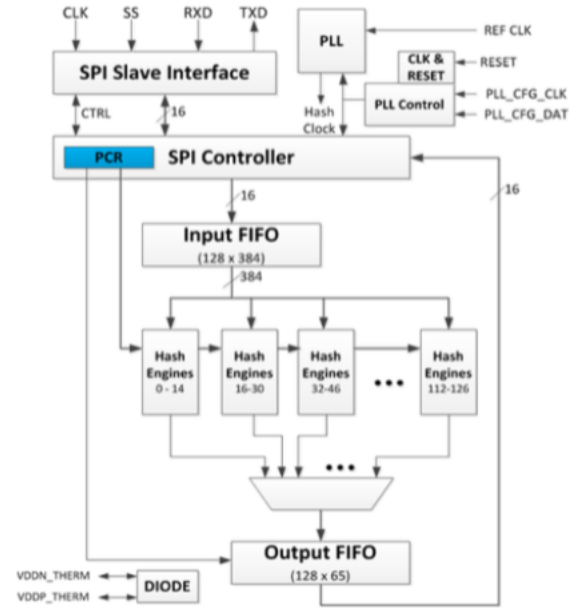 CLK SS RXD TXD
PLL
REF CLK
SPI Slave Interface
CLK &
RESET
RESET
PLL Control
PLL_CFG_CLK
PLL_CFG_DAT
CTRL
16
Hash
Clock
PCR
SPI Controller
16
16
Input FIFO
(128 x 384)
384
Hash
Engines
0 - 14
Hash
Engines
16-30
Hash
Engines
32-46
•••
Hash
Engines
112-126
•••
Output FIFO
(128 x 65)
VDDN_THERM
VDDP_THERM
DIODE